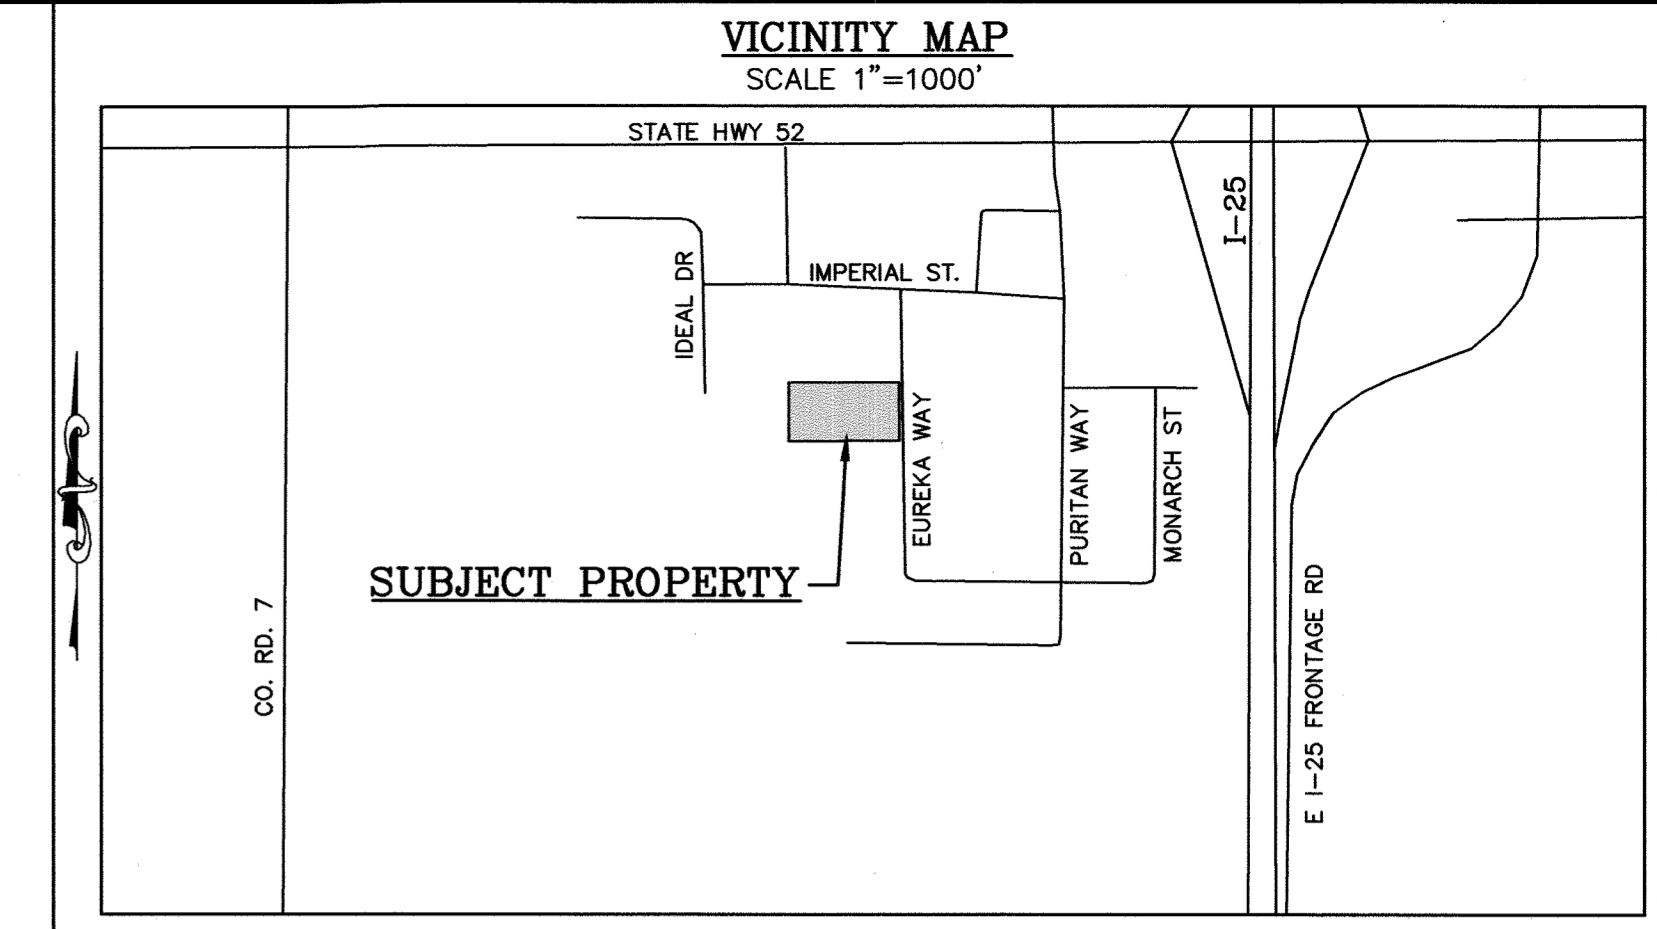 VICINITY MAP
SCALE 1"=1000'
STATE HWY 52
I-25
IDEAL DR
IMPERIAL ST.
EUREKA WAY
PURITAN WAY
MONARCH ST
SUBJECT PROPERTY
CO. RD. 7
E I-25 FRONTAGE RD